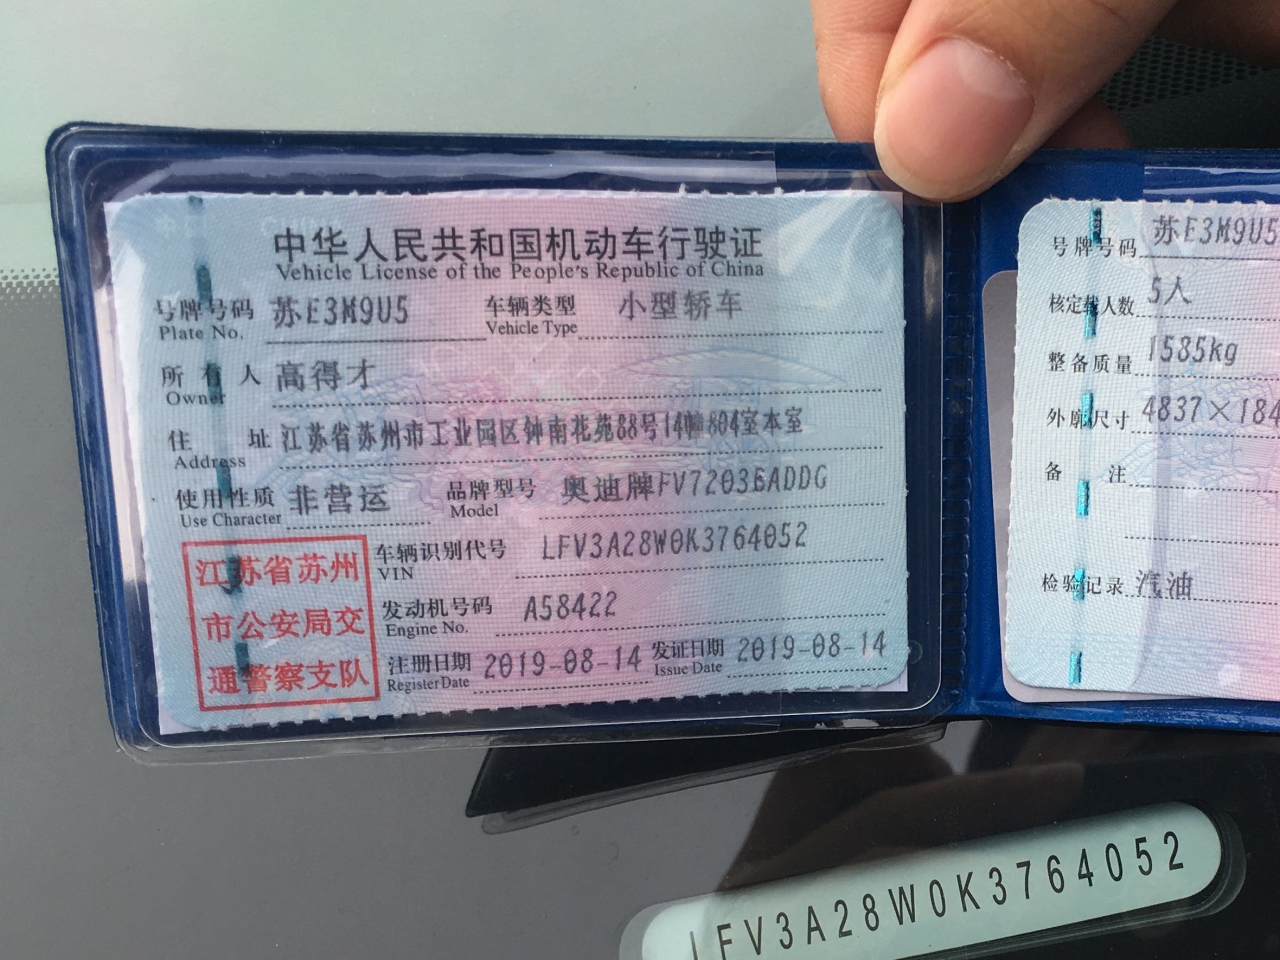 中华人民共和国机动车行驶证
Vehicle License of the People's Republic of China
号牌号码 苏E3M9U5 车辆类型 小型轿车
Plate No. Vehicle Type
所有人 高得才
Owner
住址 江苏省苏州市工业园区钟南花苑88号14幢804室本室
Address
使用性质 非营运 品牌型号 奥迪牌FV72036ADDG
Use Character Model
车辆识别代号 LFV3A28W0K3764052
VIN
发动机号码 A58422
Engine No.
注册日期 2019-08-14 发证日期 2019-08-14
Register Date Issue Date
江苏省苏州
市公安局交
通警察支队
号牌号码 苏E3M9U5
核定载人数 5人
整备质量 1585kg
外廓尺寸 4837×184
备注
检验记录 汽油
LFV3A28W0K3764052